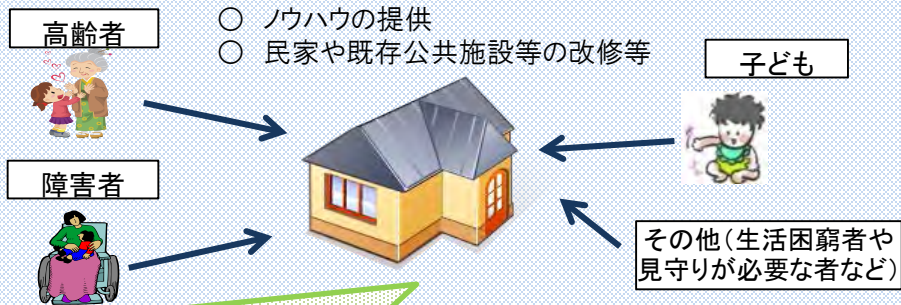 高齢者
○ ノウハウの提供
○ 民家や既存公共施設等の改修等
子ども
障害者
その他(生活困窮者や
見守りが必要な者など)